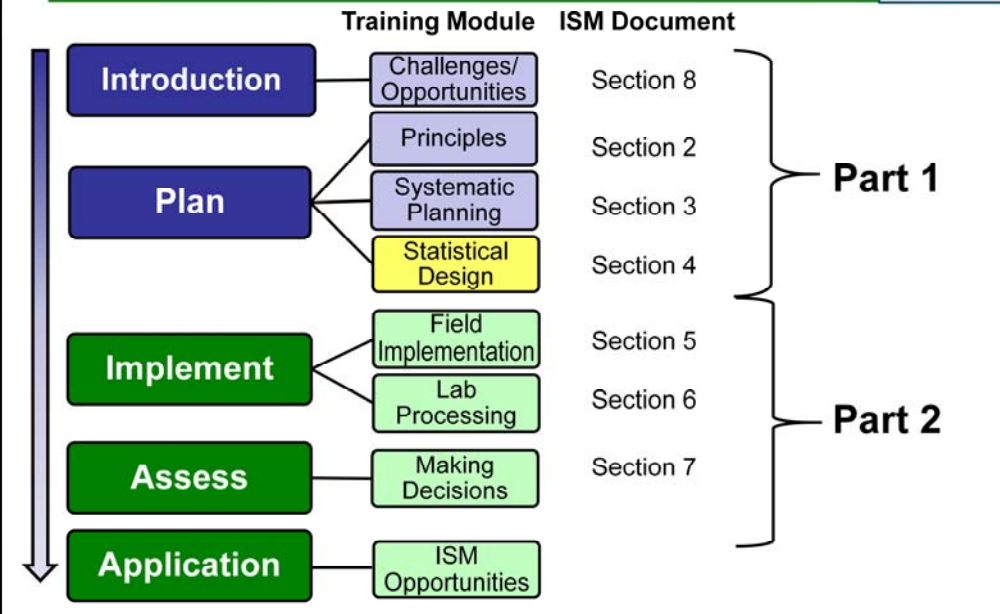 Training Module ISM Document
Introduction
Challenges/
Opportunities
Section 8
Plan
Principles
Section 2
Systematic
Planning
Section 3
Statistical
Design
Section 4
Part 1
Implement
Field
Implementation
Section 5
Lab
Processing
Section 6
Assess
Making
Decisions
Section 7
Application
ISM
Opportunities
Part 2